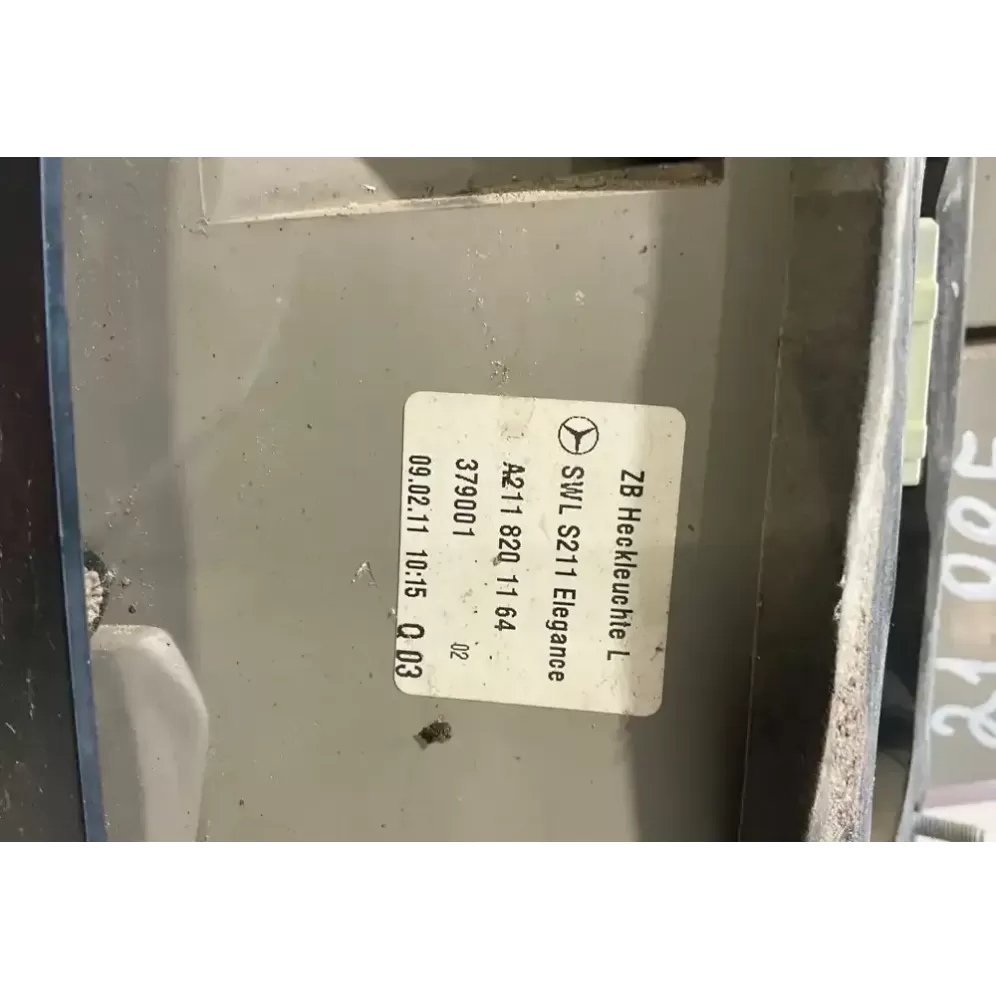 ZB Heckleuchte L
SWL S211 Elegance
A211 820 11 64
379001 02
09.02.11 10:15 Q 03